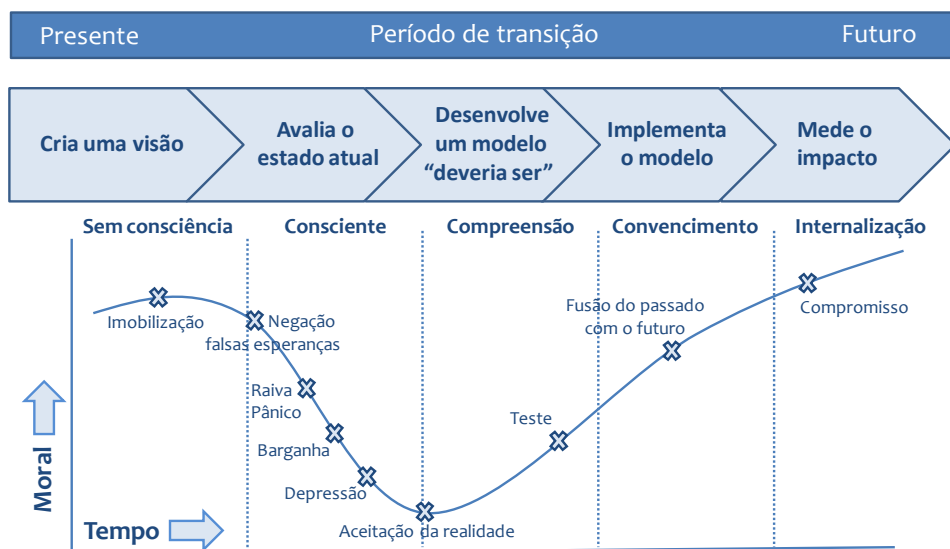 Presente
Período de transição
Futuro
Cria uma visão
Avalia o
estado atual
Desenvolve
um modelo
“deveria ser”
Implementa
o modelo
Mede o
impacto
Sem consciência
Consciente
Compreensão
Convencimento
Internalização
Imobilização
Negação
falsas esperanças
Raiva
Pânico
Barganha
Depressão
Aceitação da realidade
Teste
Fusão do passado
com o futuro
Compromisso
Moral
Tempo